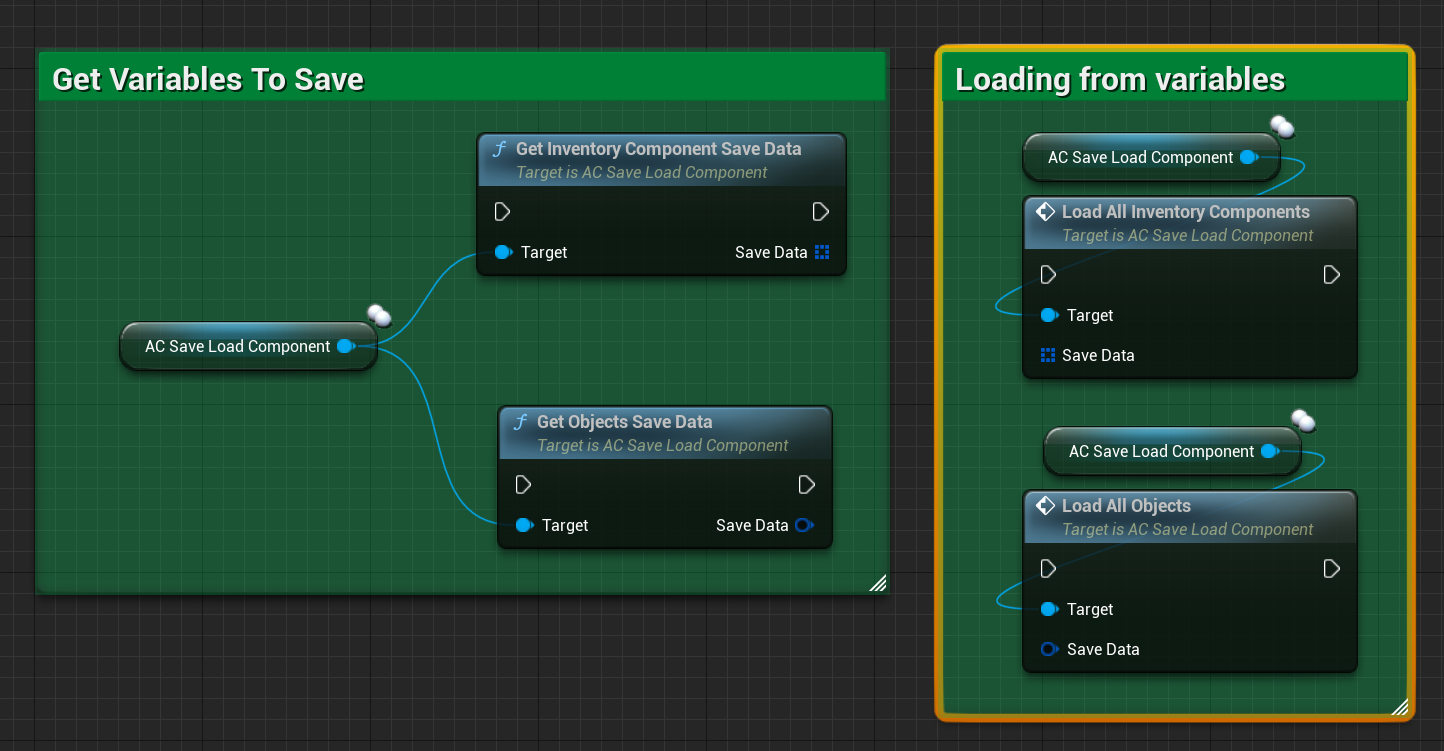 Get Variables To Save
Get Inventory Component Save Data
Target is AC Save Load Component
Target
Save Data
AC Save Load Component
Get Objects Save Data
Target is AC Save Load Component
Target
Save Data
Loading from variables
AC Save Load Component
Load All Inventory Components
Target is AC Save Load Component
Target
Save Data
AC Save Load Component
Load All Objects
Target is AC Save Load Component
Target
Save Data